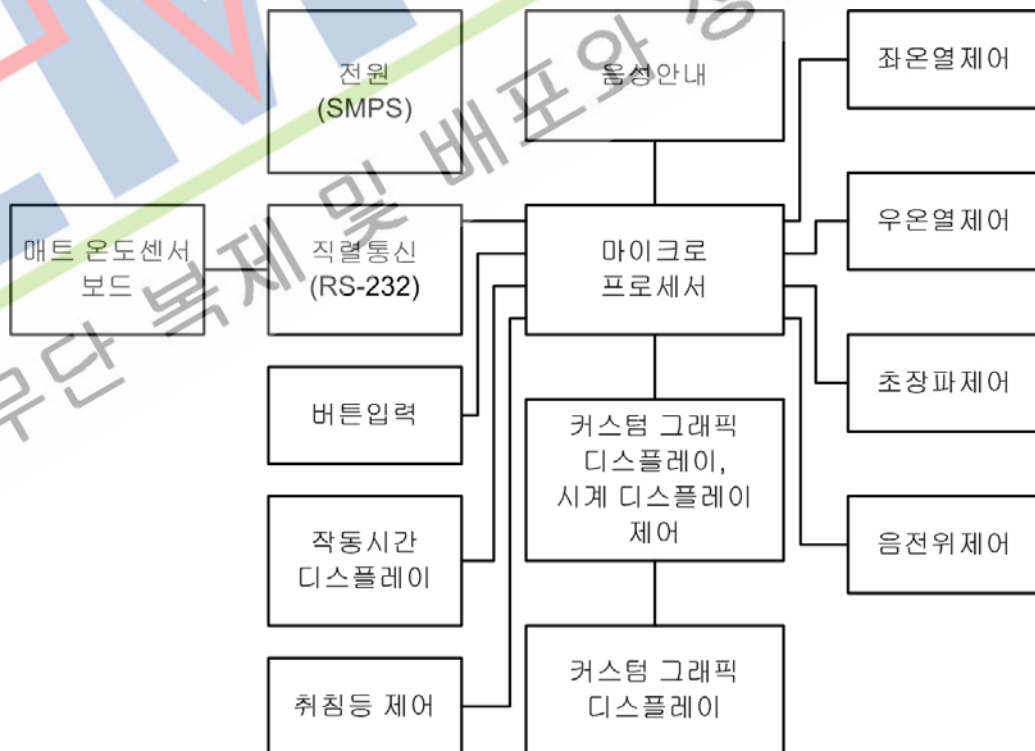 전원
(SMPS)
음성안내
좌온열제어
매트 온도센서
보드
직렬통신
(RS-232)
마이크로
프로세서
우온열제어
버튼입력
커스텀 그래픽
디스플레이,
시계 디스플레이
제어
초장파제어
작동시간
디스플레이
음전위제어
취침등 제어
커스텀 그래픽
디스플레이
무단 복제 및 배포와